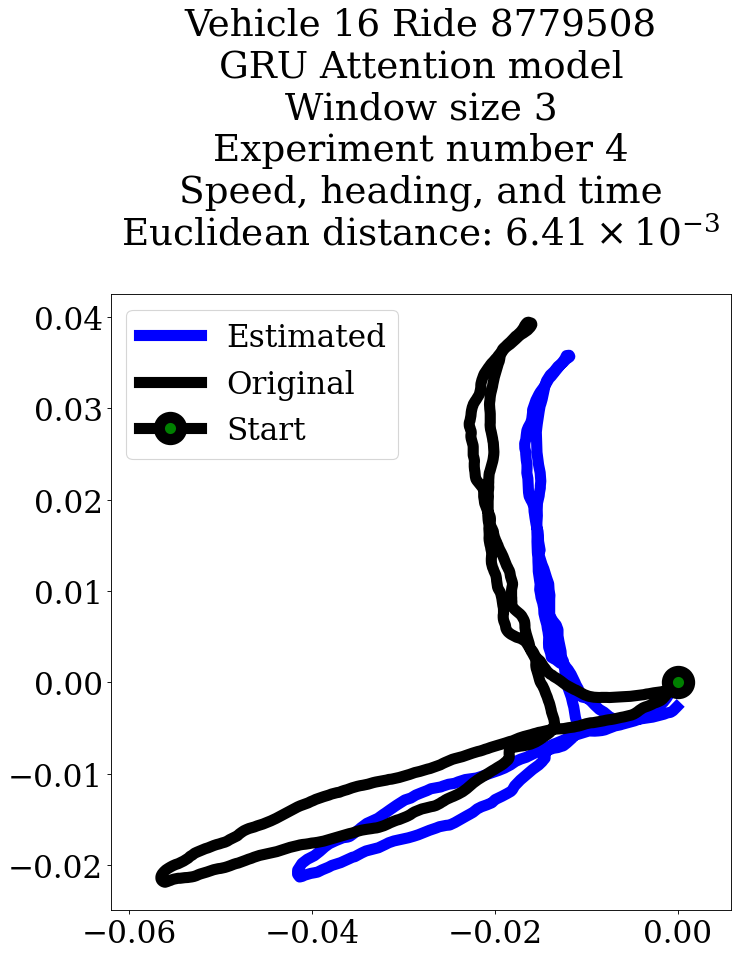 Vehicle 16 Ride 8779508
GRU Attention model
Window size 3
Experiment number 4
Speed, heading, and time
Euclidean distance: 6.41 × 10⁻³
Estimated
Original
Start
0.04
0.03
0.02
0.01
0.00
−0.01
−0.02
−0.06 −0.04 −0.02 0.00